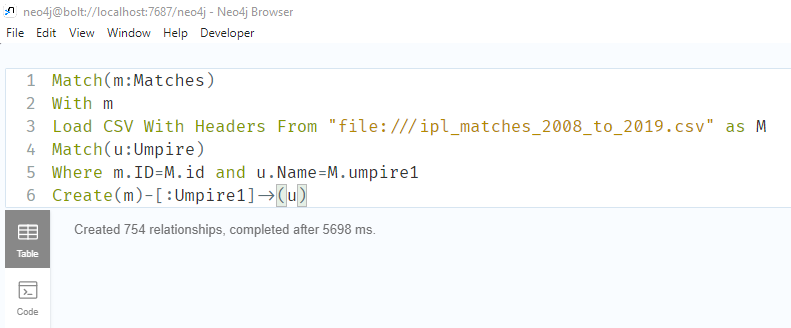 neo4j@bolt://localhost:7687/neo4j - Neo4j Browser
File Edit View Window Help Developer
1 Match(m:Matches)
2 With m
3 Load CSV With Headers From "file:///ipl_matches_2008_to_2019.csv" as M
4 Match(u:Umpire)
5 Where m.ID=M.id and u.Name=M.umpire1
6 Create(m)-[:Umpire1]->(u)
Created 754 relationships, completed after 5698 ms.
Table
Code